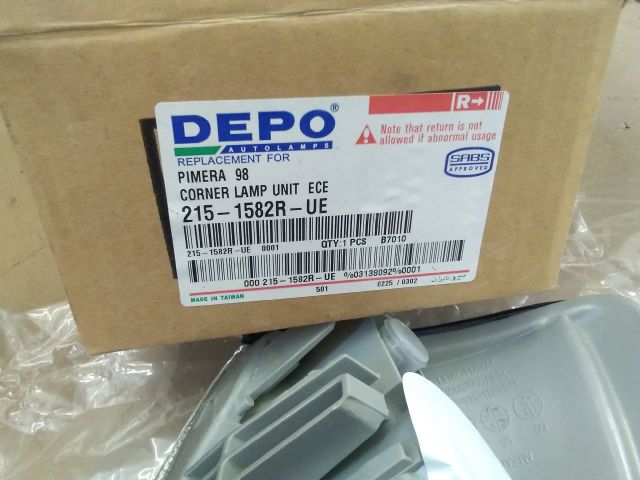 DEPO®
AUTOLAMPS
R→
Note that return is not
allowed if abnormal usage
SABS
APPROVED
REPLACEMENT FOR
PIMERA 98
CORNER LAMP UNIT ECE
215-1582R-UE
215-1582R-UE 0001 QTY:1 PCS B7010
000 215-1582R-UE %03138092%0001
501 0225 / 0302
MADE IN TAIWAN